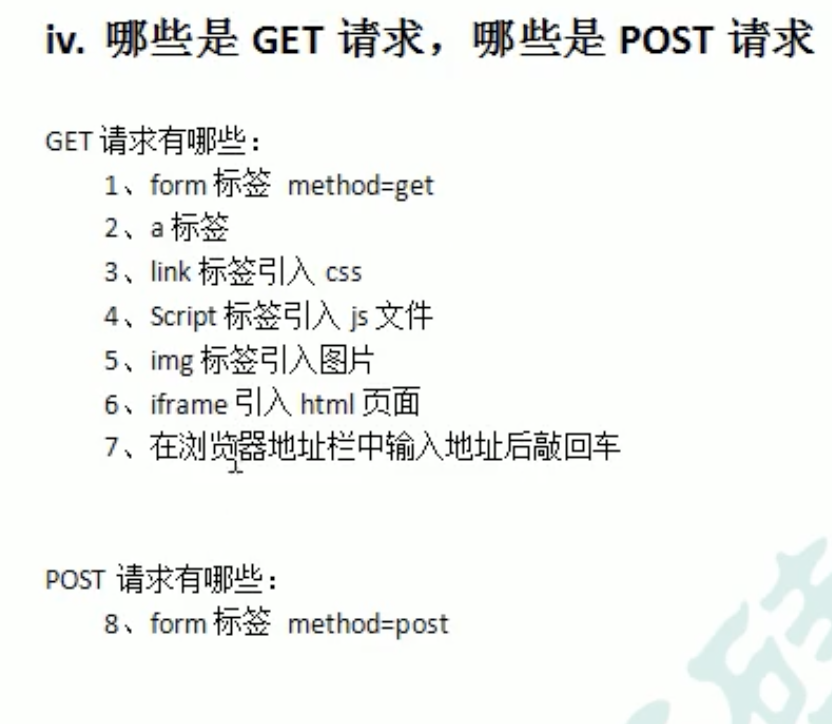 iv. 哪些是 GET 请求，哪些是 POST 请求
GET 请求有哪些：
1、form 标签 method=get
2、a 标签
3、link 标签引入 css
4、Script 标签引入 js 文件
5、img 标签引入图片
6、iframe 引入 html 页面
7、在浏览器地址栏中输入地址后敲回车
POST 请求有哪些：
8、form 标签 method=post